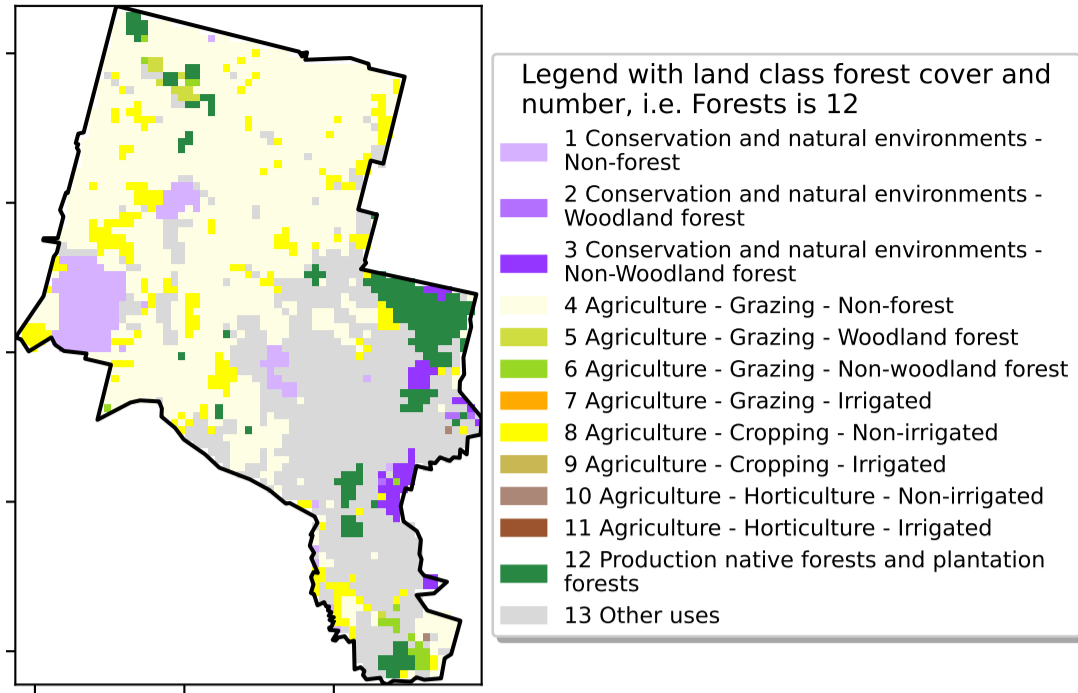 Legend with land class forest cover and
number, i.e. Forests is 12
1 Conservation and natural environments -
Non-forest
2 Conservation and natural environments -
Woodland forest
3 Conservation and natural environments -
Non-Woodland forest
4 Agriculture - Grazing - Non-forest
5 Agriculture - Grazing - Woodland forest
6 Agriculture - Grazing - Non-woodland forest
7 Agriculture - Grazing - Irrigated
8 Agriculture - Cropping - Non-irrigated
9 Agriculture - Cropping - Irrigated
10 Agriculture - Horticulture - Non-irrigated
11 Agriculture - Horticulture - Irrigated
12 Production native forests and plantation
forests
13 Other uses